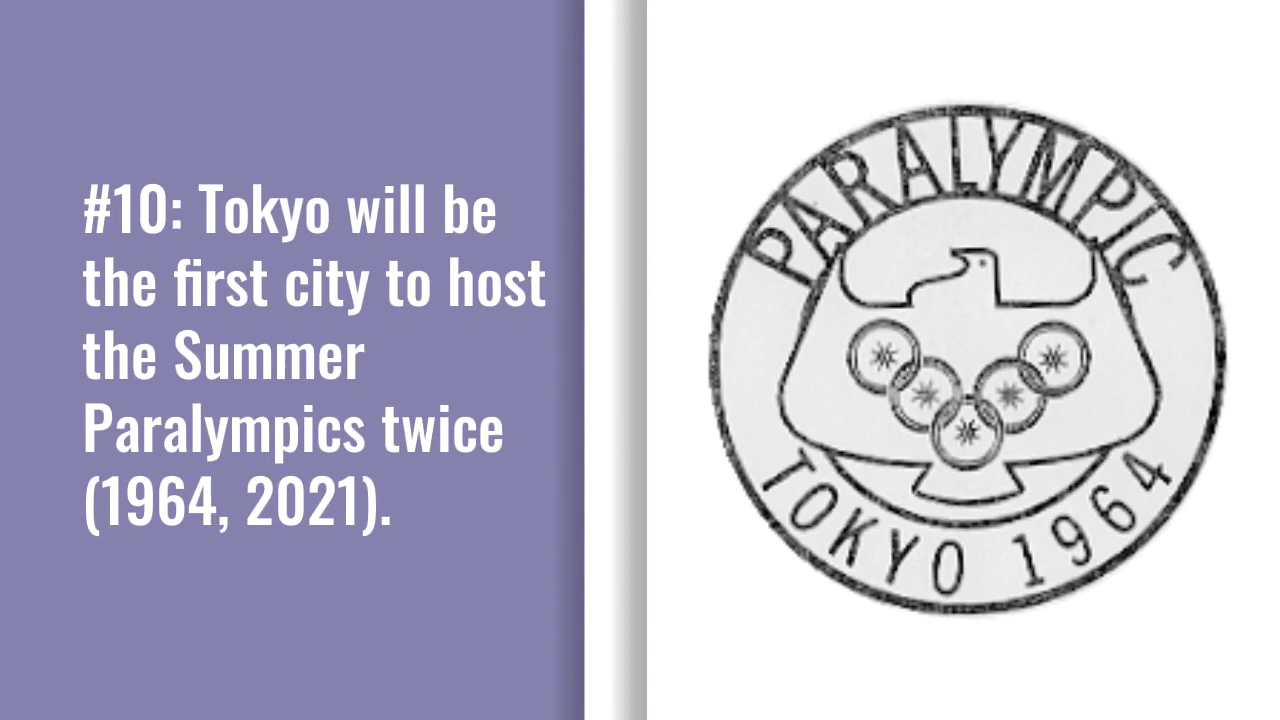 #10: Tokyo will be
the first city to host
the Summer
Paralympics twice
(1964, 2021).
PARALYMPIC
TOKYO 1964